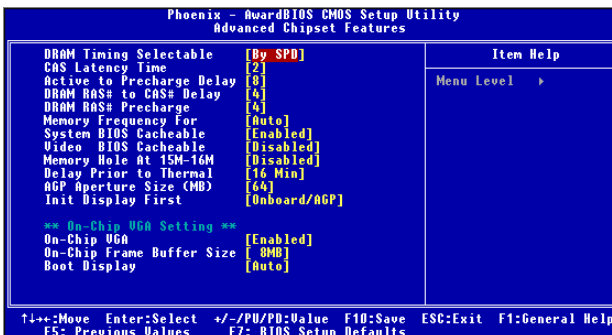 Phoenix - AwardBIOS CMOS Setup Utility
Advanced Chipset Features
DRAM Timing Selectable [By SPD]
CAS Latency Time [2]
Active to Precharge Delay [8]
DRAM RAS# to CAS# Delay [4]
DRAM RAS# Precharge [4]
Memory Frequency For [Auto]
System BIOS Cacheable [Enabled]
Video BIOS Cacheable [Disabled]
Memory Hole At 15M-16M [Disabled]
Delay Prior to Thermal [16 Min]
AGP Aperture Size (MB) [64]
Init Display First [Onboard/AGP]
** On-Chip VGA Setting **
On-Chip VGA [Enabled]
On-Chip Frame Buffer Size [ 8MB]
Boot Display [Auto]
Item Help
Menu Level ▸
↑↓→←:Move Enter:Select +/-/PU/PD:Value F10:Save ESC:Exit F1:General Help
F5: Previous Values F7: BIOS Setup Defaults